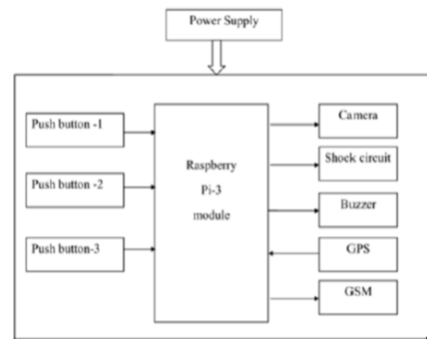 Power Supply
Push button -1
Push button -2
Push button-3
Raspberry
Pi-3
module
Camera
Shock circuit
Buzzer
GPS
GSM